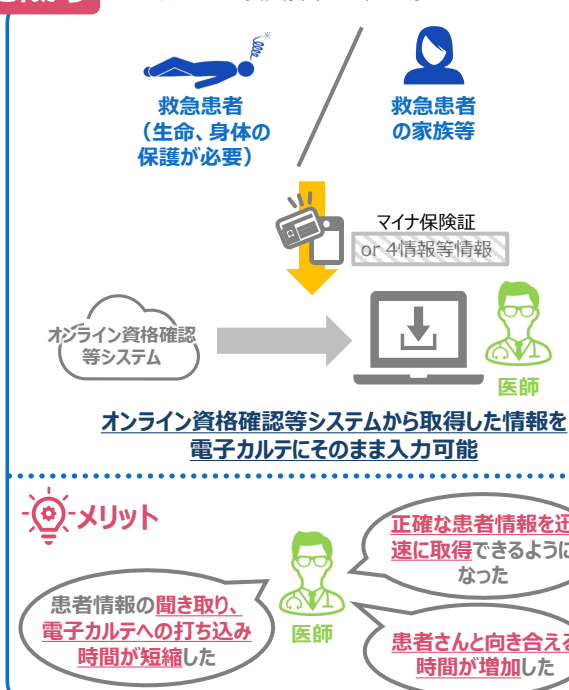 救急患者
（生命、身体の
保護が必要）
救急患者
の家族等
マイナ保険証
or 4情報等情報
オンライン資格確認
等システム
医師
オンライン資格確認等システムから取得した情報を
電子カルテにそのまま入力可能
メリット
正確な患者情報を迅
速に取得できるように
なった
患者情報の聞き取り、
電子カルテへの打ち込み
時間が短縮した
医師
患者さんと向き合える
時間が増加した